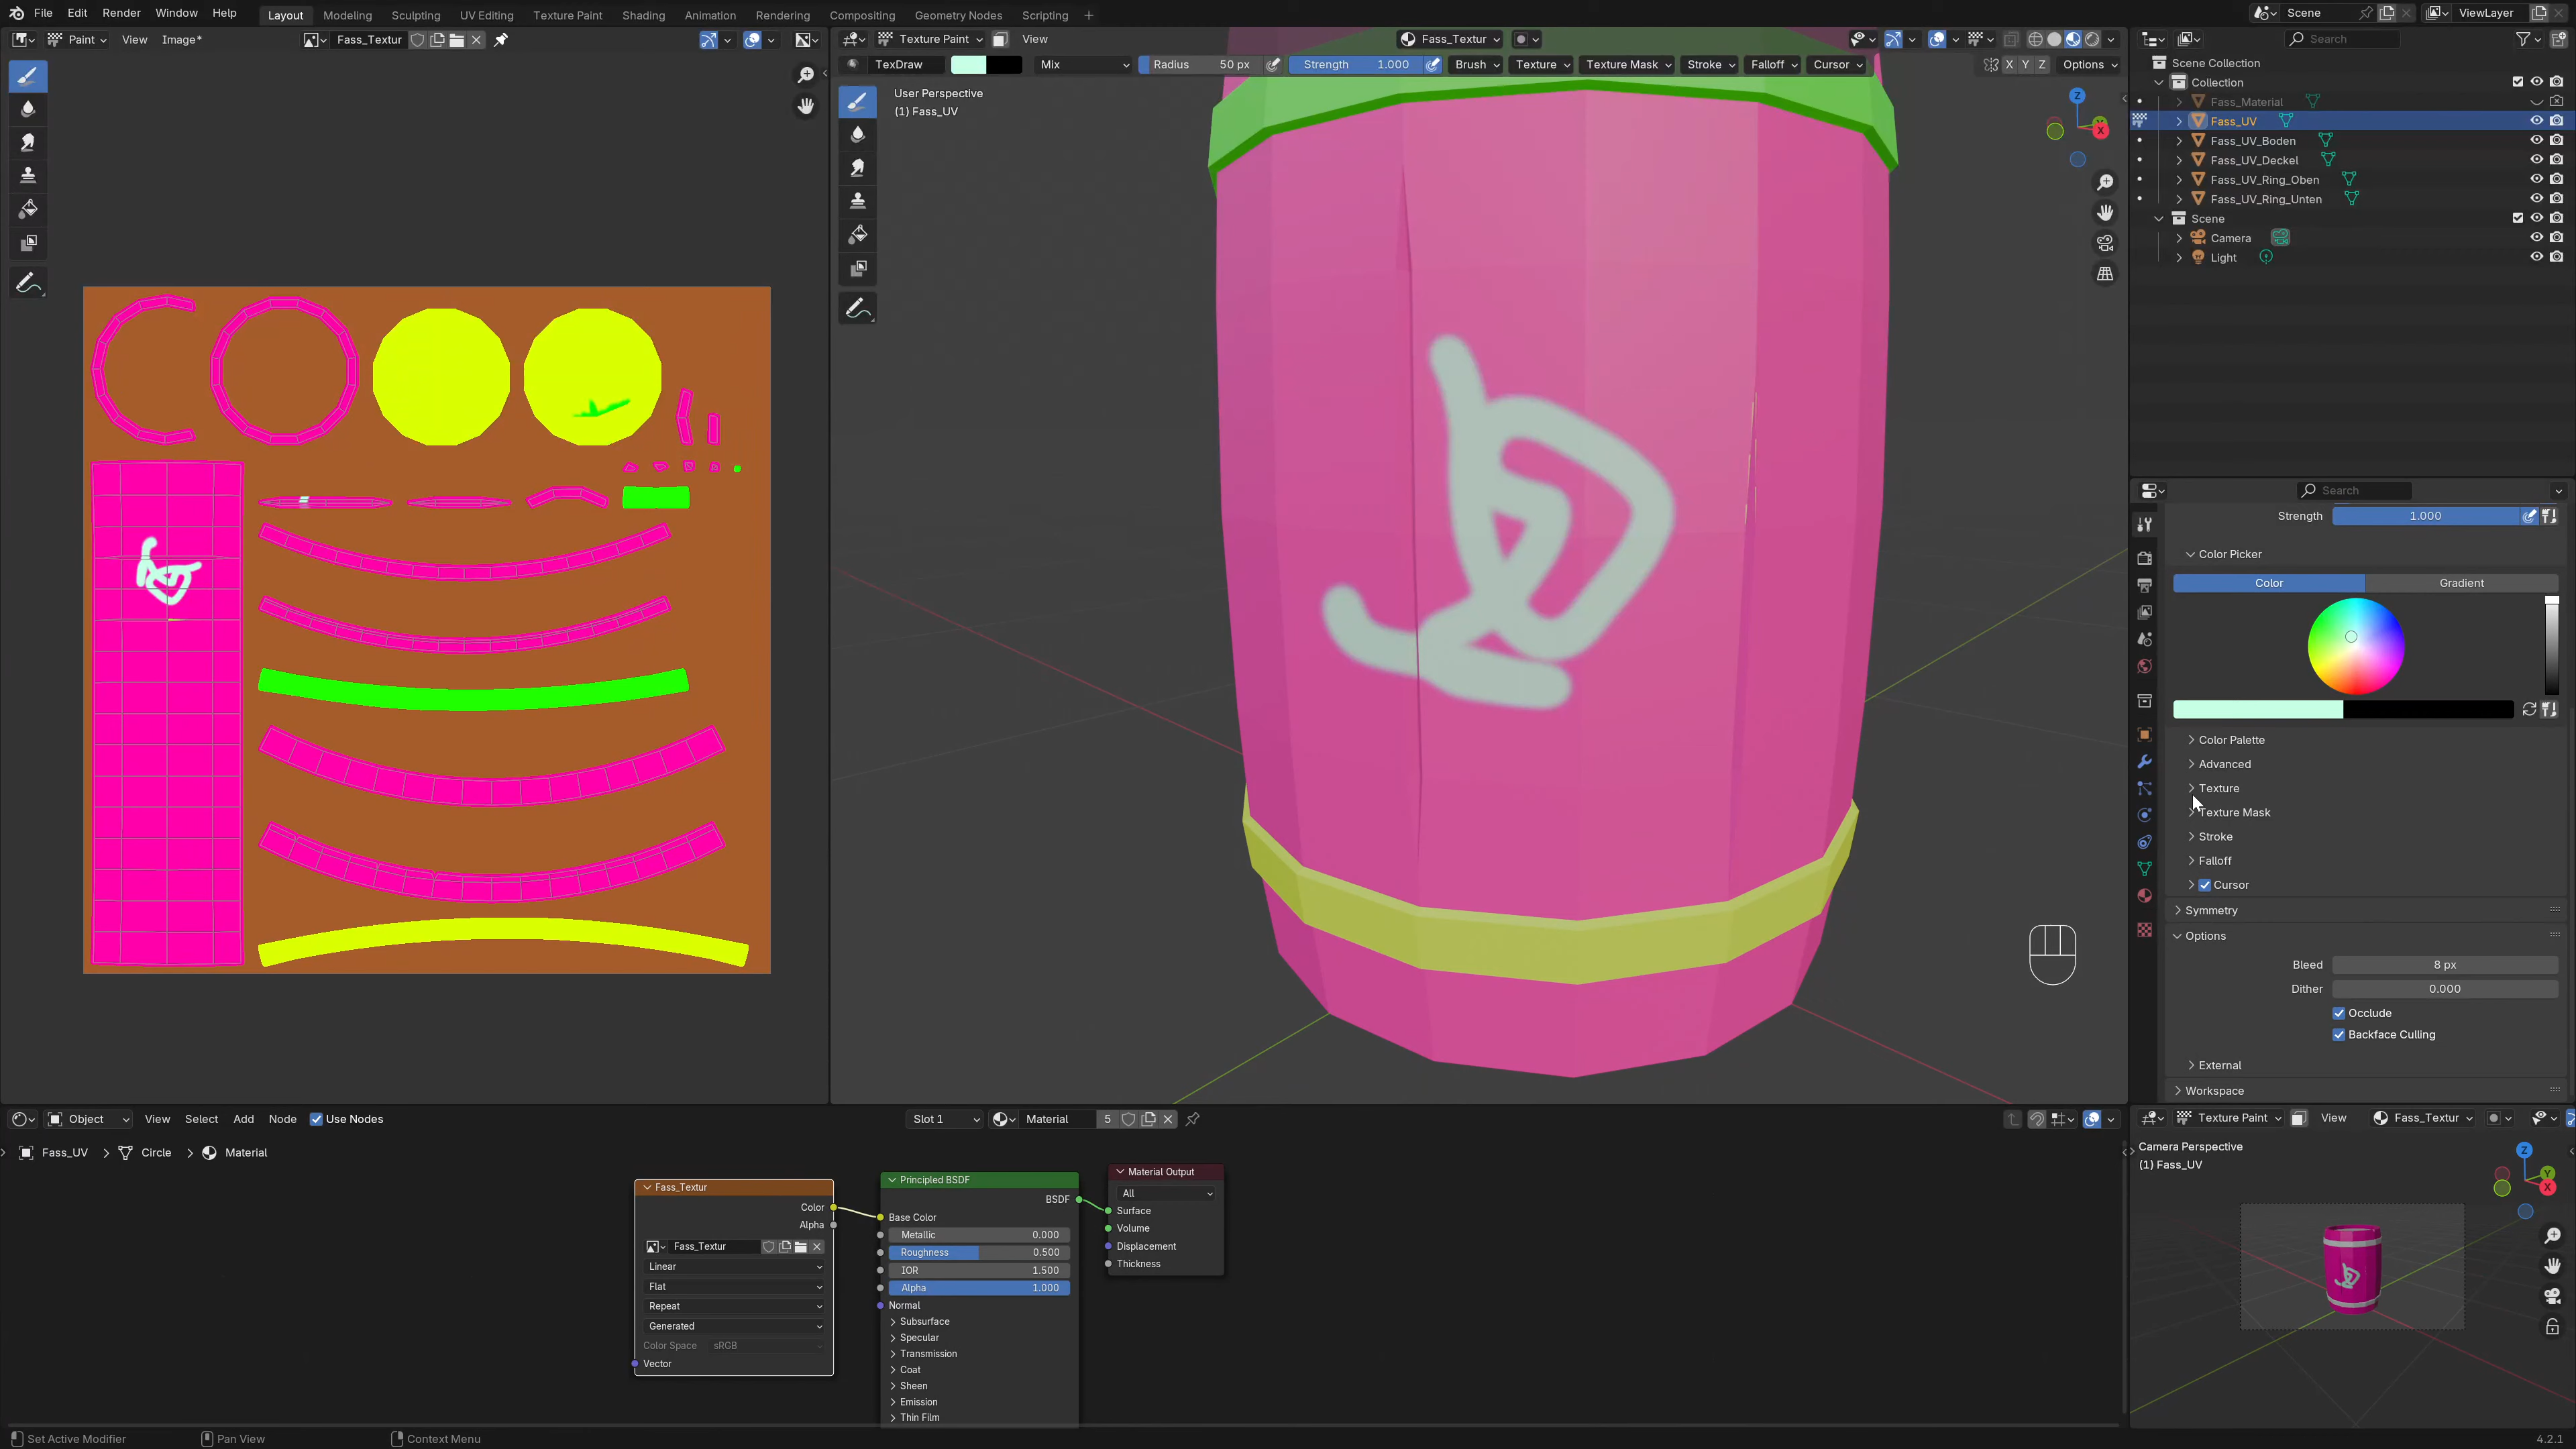 File Edit Render Window Help Layout Modeling Sculpting UV Editing Texture Paint Shading Animation Rendering Compositing Geometry Nodes Scripting Scene ViewLayer
Paint View Image* Fass_Textur
Texture Paint View Fass_Textur
TexDraw Mix Radius 50 px Strength 1.000 Brush Texture Texture Mask Stroke Falloff Cursor X Y Z Options
User Perspective
(1) Fass_UV
Z
X
Search
Scene Collection
Collection
Fass_Material
Fass_UV
Fass_UV_Boden
Fass_UV_Deckel
Fass_UV_Ring_Oben
Fass_UV_Ring_Unten
Scene
Camera
Light
Search
Strength 1.000
Color Picker
Color Gradient
Color Palette
Advanced
Texture
Texture Mask
Stroke
Falloff
Cursor
Symmetry
Options
Bleed 8 px
Dither 0.000
Occlude
Backface Culling
External
Workspace
Object View Select Add Node Use Nodes Slot 1 Material 5
Fass_UV Circle Material
Fass_Textur
Color
Alpha
Fass_Textur
Linear
Flat
Repeat
Generated
Color Space sRGB
Vector
Principled BSDF
BSDF
Base Color
Metallic 0.000
Roughness 0.500
IOR 1.500
Alpha 1.000
Normal
Subsurface
Specular
Transmission
Coat
Sheen
Emission
Thin Film
Material Output
All
Surface
Volume
Displacement
Thickness
Texture Paint View Fass_Textur
Camera Perspective
(1) Fass_UV
Z
Y
X
Set Active Modifier Pan View Context Menu 4.2.1